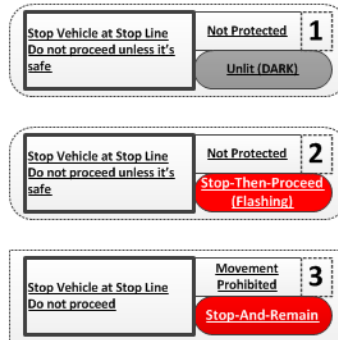 Stop Vehicle at Stop Line
Do not proceed unless it's
safe
Not Protected
1
Unlit (DARK)
Stop Vehicle at Stop Line
Do not proceed unless it's
safe
Not Protected
2
Stop-Then-Proceed
(Flashing)
Stop Vehicle at Stop Line
Do not proceed
Movement
Prohibited
3
Stop-And-Remain